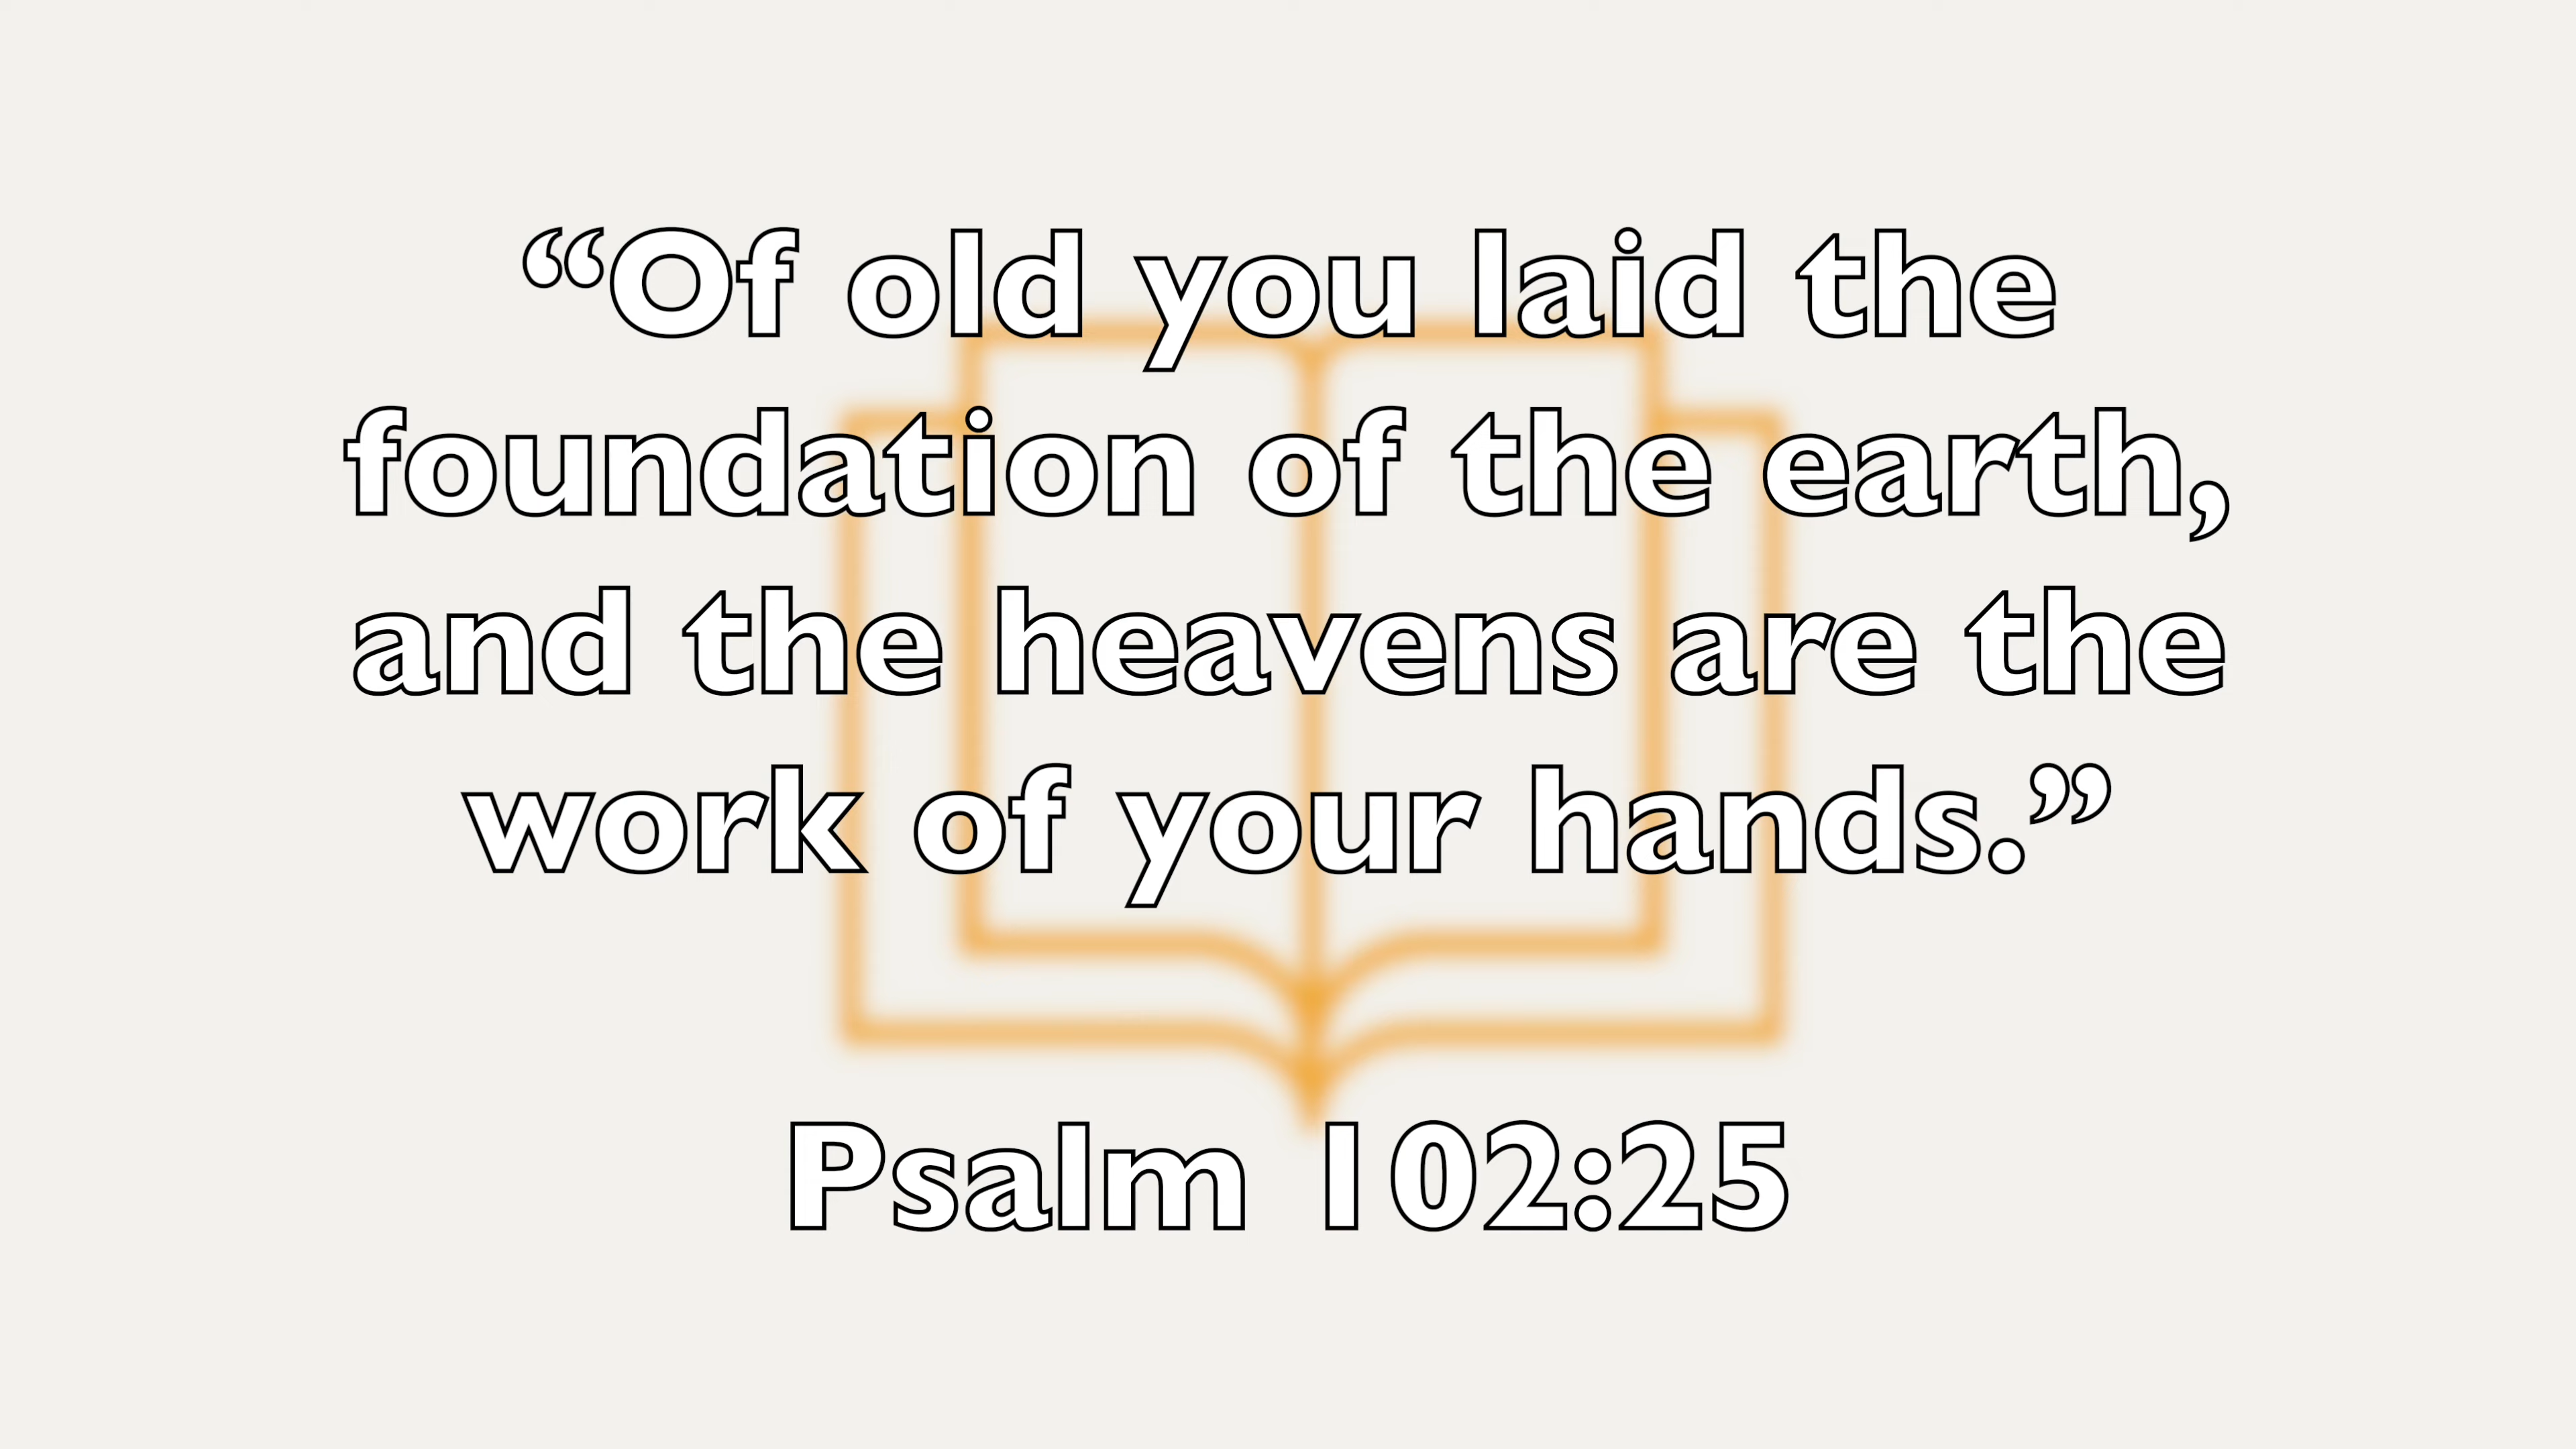 “Of old you laid the
foundation of the earth,
and the heavens are the
work of your hands.”
Psalm 102:25